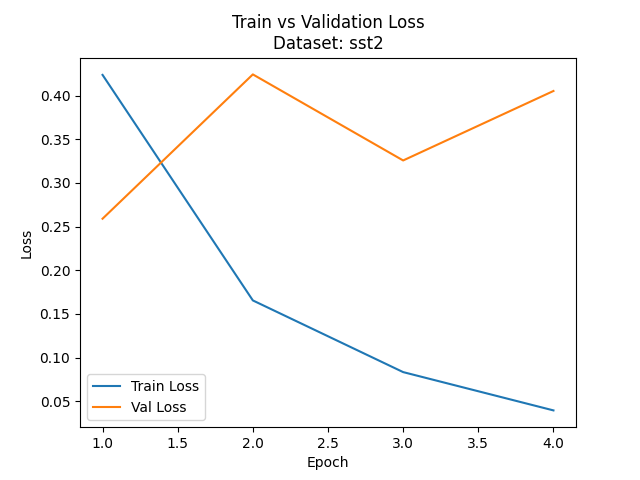 Train vs Validation Loss
Dataset: sst2
Loss
0.40
0.35
0.30
0.25
0.20
0.15
0.10
0.05
Train Loss
Val Loss
1.0 1.5 2.0 2.5 3.0 3.5 4.0
Epoch